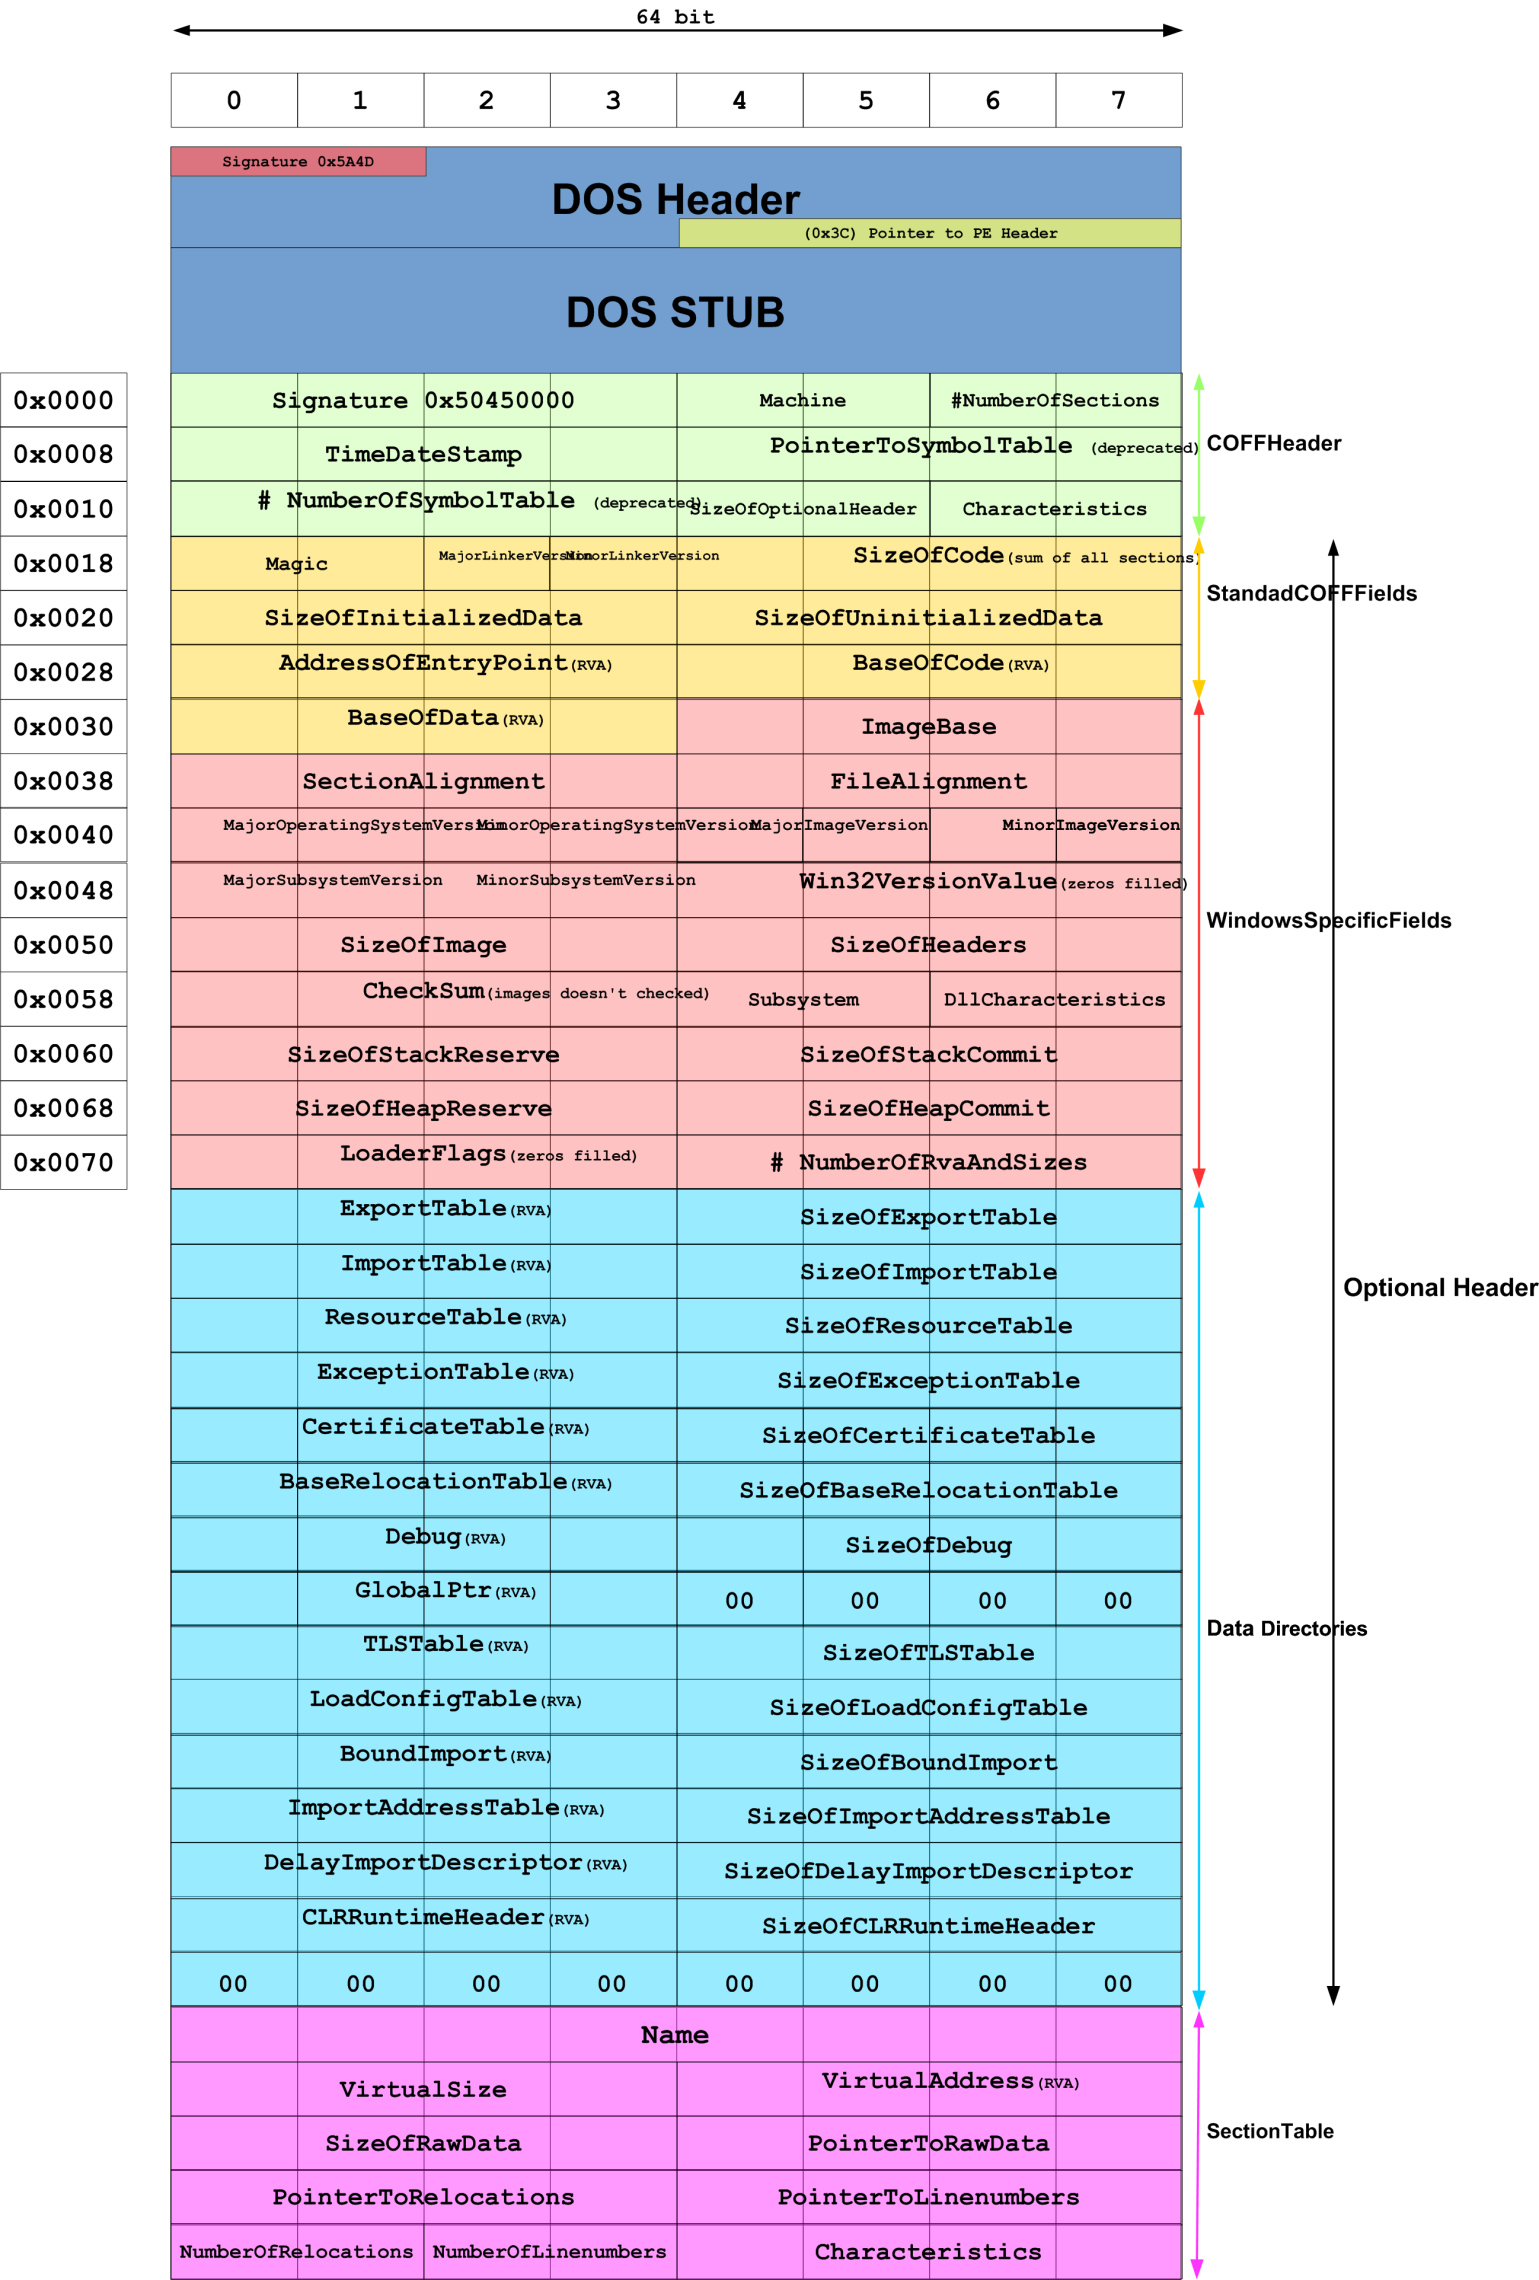 64 bit
0 1 2 3 4 5 6 7
Signature 0x5A4D
DOS Header
(0x3C) Pointer to PE Header
DOS STUB
0x0000 Signature 0x50450000 Machine #NumberOfSections
0x0008 TimeDateStamp PointerToSymbolTable (deprecated)
COFFHeader
0x0010 # NumberOfSymbolTable (deprecated) SizeOfOptionalHeader Characteristics
0x0018 Magic MajorLinkerVersion MinorLinkerVersion SizeOfCode(sum of all sections)
StandadCOFFFields
0x0020 SizeOfInitializedData SizeOfUninitializedData
0x0028 AddressOfEntryPoint(RVA) BaseOfCode(RVA)
0x0030 BaseOfData(RVA) ImageBase
0x0038 SectionAlignment FileAlignment
0x0040 MajorOperatingSystemVersion MinorOperatingSystemVersion MajorImageVersion MinorImageVersion
0x0048 MajorSubsystemVersion MinorSubsystemVersion Win32VersionValue(zeros filled)
WindowsSpecificFields
0x0050 SizeOfImage SizeOfHeaders
0x0058 CheckSum(images doesn't checked) Subsystem DllCharacteristics
0x0060 SizeOfStackReserve SizeOfStackCommit
0x0068 SizeOfHeapReserve SizeOfHeapCommit
0x0070 LoaderFlags(zeros filled) # NumberOfRvaAndSizes
ExportTable(RVA) SizeOfExportTable
ImportTable(RVA) SizeOfImportTable
Optional Header
ResourceTable(RVA) SizeOfResourceTable
ExceptionTable(RVA) SizeOfExceptionTable
CertificateTable(RVA) SizeOfCertificateTable
BaseRelocationTable(RVA) SizeOfBaseRelocationTable
Debug(RVA) SizeOfDebug
GlobalPtr(RVA) 00 00 00 00
Data Directories
TLSTable(RVA) SizeOfTLSTable
LoadConfigTable(RVA) SizeOfLoadConfigTable
BoundImport(RVA) SizeOfBoundImport
ImportAddressTable(RVA) SizeOfImportAddressTable
DelayImportDescriptor(RVA) SizeOfDelayImportDescriptor
CLRRuntimeHeader(RVA) SizeOfCLRRuntimeHeader
00 00 00 00 00 00 00 00
Name
VirtualSize VirtualAddress(RVA)
SectionTable
SizeOfRawData PointerToRawData
PointerToRelocations PointerToLinenumbers
NumberOfRelocations NumberOfLinenumbers Characteristics